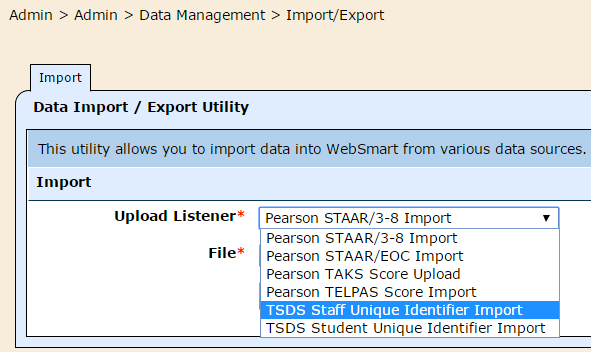 Admin > Admin > Data Management > Import/Export
Import
Data Import / Export Utility
This utility allows you to import data into WebSmart from various data sources.
Import
Upload Listener* Pearson STAAR/3-8 Import
Pearson STAAR/3-8 Import
File* Pearson STAAR/EOC Import
Pearson TAKS Score Upload
Pearson TELPAS Score Import
TSDS Staff Unique Identifier Import
TSDS Student Unique Identifier Import